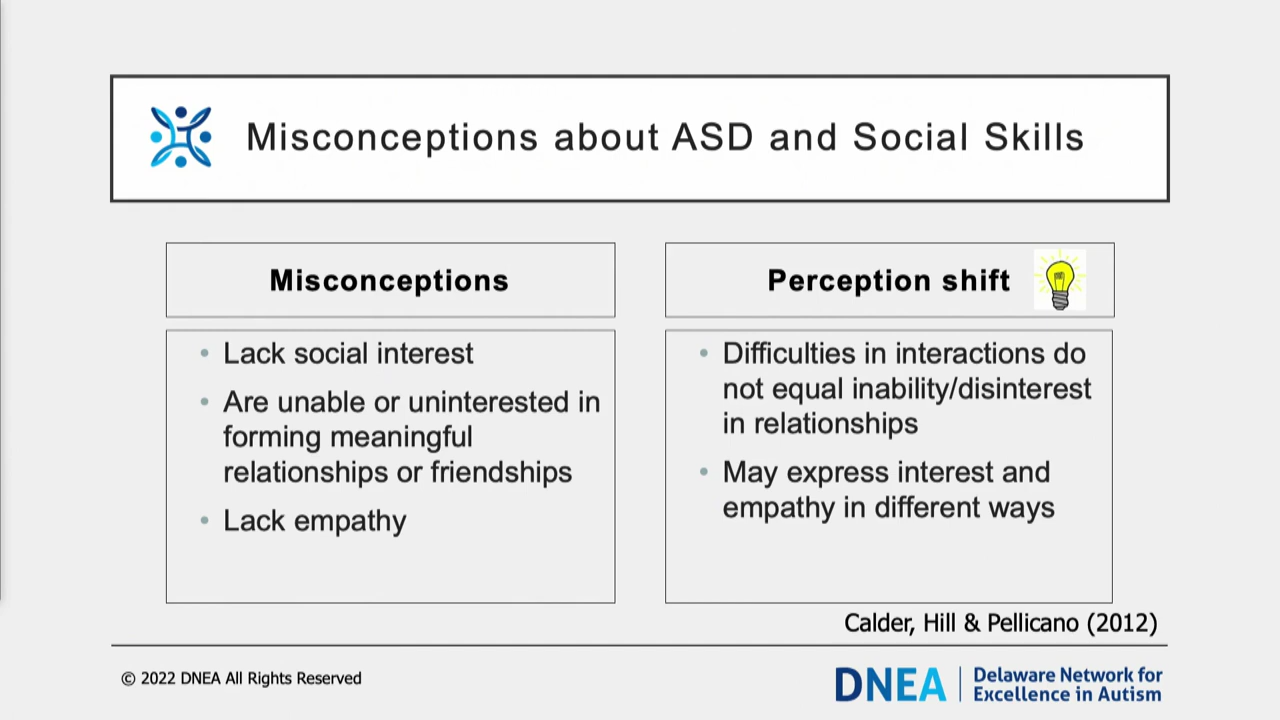 Misconceptions about ASD and Social Skills
Misconceptions
• Lack social interest
• Are unable or uninterested in
forming meaningful
relationships or friendships
• Lack empathy
Perception shift
• Difficulties in interactions do
not equal inability/disinterest
in relationships
• May express interest and
empathy in different ways
Calder, Hill & Pellicano (2012)
© 2022 DNEA All Rights Reserved
DNEA
Delaware Network for
Excellence in Autism